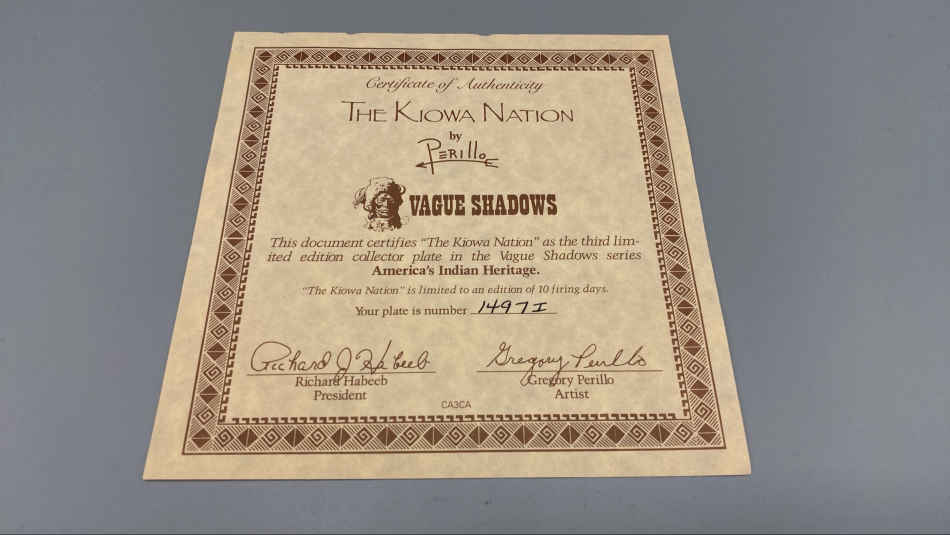 Certificate of Authenticity
THE KIOWA NATION
by
PERILLO
VAGUE SHADOWS
This document certifies "The Kiowa Nation" as the third lim-
ited edition collector plate in the Vague Shadows series
America's Indian Heritage.
"The Kiowa Nation" is limited to an edition of 10 firing days.
Your plate is number 1497I
Richard J Habeeb Gregory Perillo
Richard Habeeb Gregory Perillo
President Artist
CA3CA